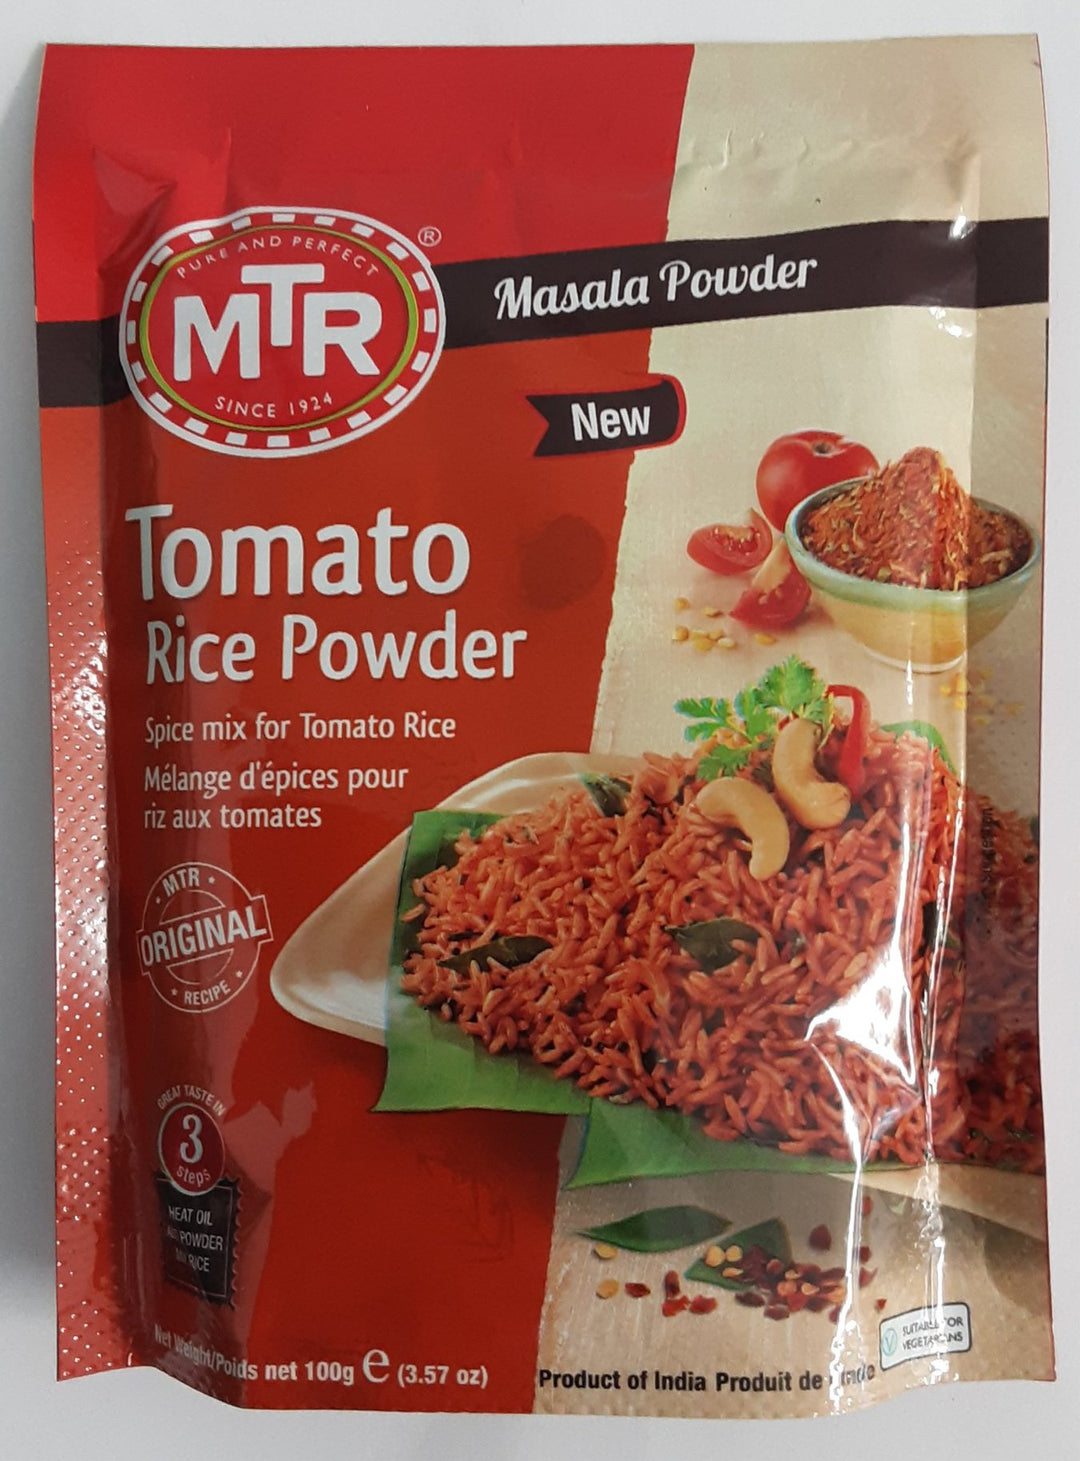 PURE AND PERFECT
MTR
SINCE 1924
®
Masala Powder
New
Tomato
Rice Powder
Spice mix for Tomato Rice
Mélange d'épices pour
riz aux tomates
MTR
ORIGINAL
RECIPE
GREAT TASTE IN
3
steps
HEAT OIL
POWDER
RICE
Net Weight/Poids net 100g e (3.57 oz)
Product of India Produit de
SUITABLE FOR
VEGETARIANS